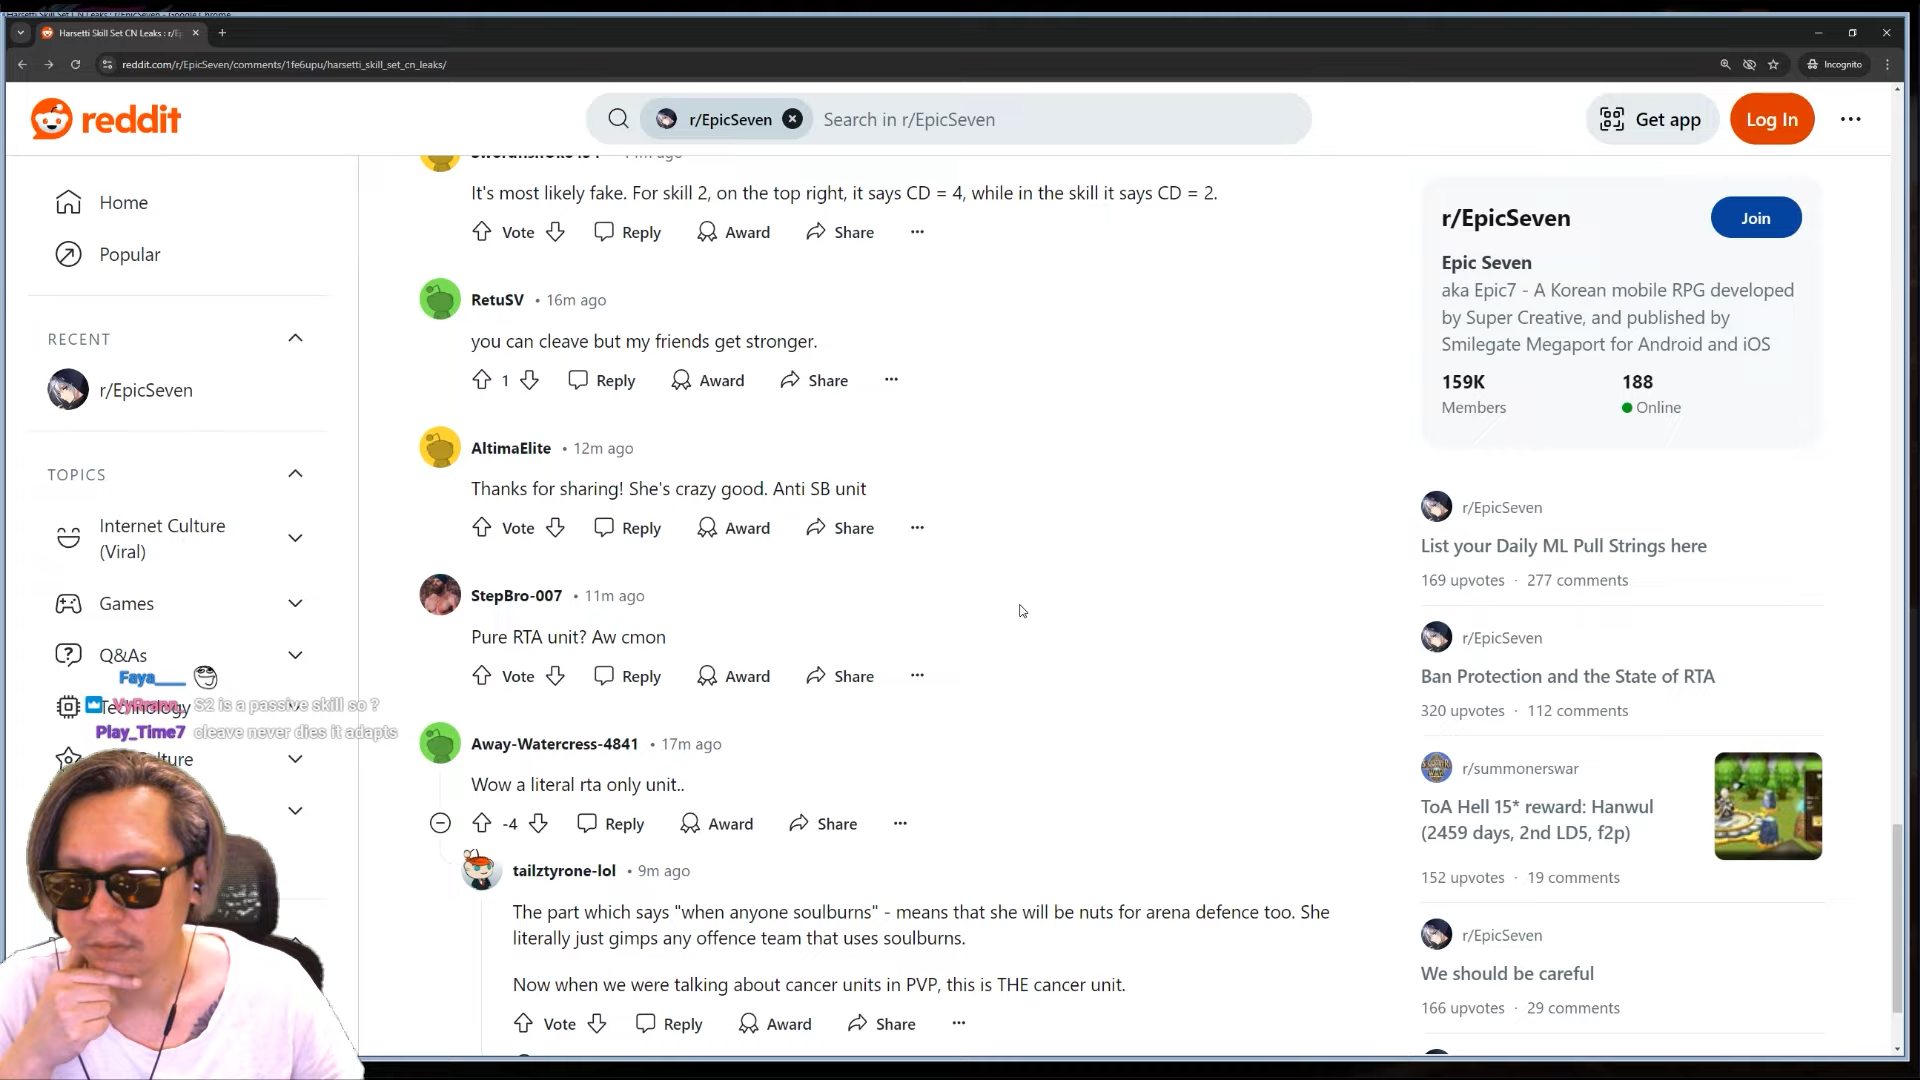 Harsetti Skill Set CN Leaks : r/EpicSeven - Google Chrome
Harsetti Skill Set CN Leaks : r/E
reddit.com/r/EpicSeven/comments/1fe6upu/harsetti_skill_set_cn_leaks/
Incognito
reddit
r/EpicSeven
Search in r/EpicSeven
Get app
Log In
Home
Popular
RECENT
r/EpicSeven
TOPICS
Internet Culture
(Viral)
Games
Q&As
Technology
Faya____
VyBrann_ S2 is a passive skill so ?
Play_Time7 cleave never dies it adapts
It's most likely fake. For skill 2, on the top right, it says CD = 4, while in the skill it says CD = 2.
Vote Reply Award Share
RetuSV • 16m ago
you can cleave but my friends get stronger.
1 Reply Award Share
AltimaElite • 12m ago
Thanks for sharing! She's crazy good. Anti SB unit
Vote Reply Award Share
StepBro-007 • 11m ago
Pure RTA unit? Aw cmon
Vote Reply Award Share
Away-Watercress-4841 • 17m ago
Wow a literal rta only unit..
-4 Reply Award Share
tailztyrone-lol • 9m ago
The part which says "when anyone soulburns" - means that she will be nuts for arena defence too. She
literally just gimps any offence team that uses soulburns.
Now when we were talking about cancer units in PVP, this is THE cancer unit.
Vote Reply Award Share
r/EpicSeven
Join
Epic Seven
aka Epic7 - A Korean mobile RPG developed
by Super Creative, and published by
Smilegate Megaport for Android and iOS
159K 188
Members Online
r/EpicSeven
List your Daily ML Pull Strings here
169 upvotes · 277 comments
r/EpicSeven
Ban Protection and the State of RTA
320 upvotes · 112 comments
r/summonerswar
ToA Hell 15* reward: Hanwul
(2459 days, 2nd LD5, f2p)
152 upvotes · 19 comments
r/EpicSeven
We should be careful
166 upvotes · 29 comments